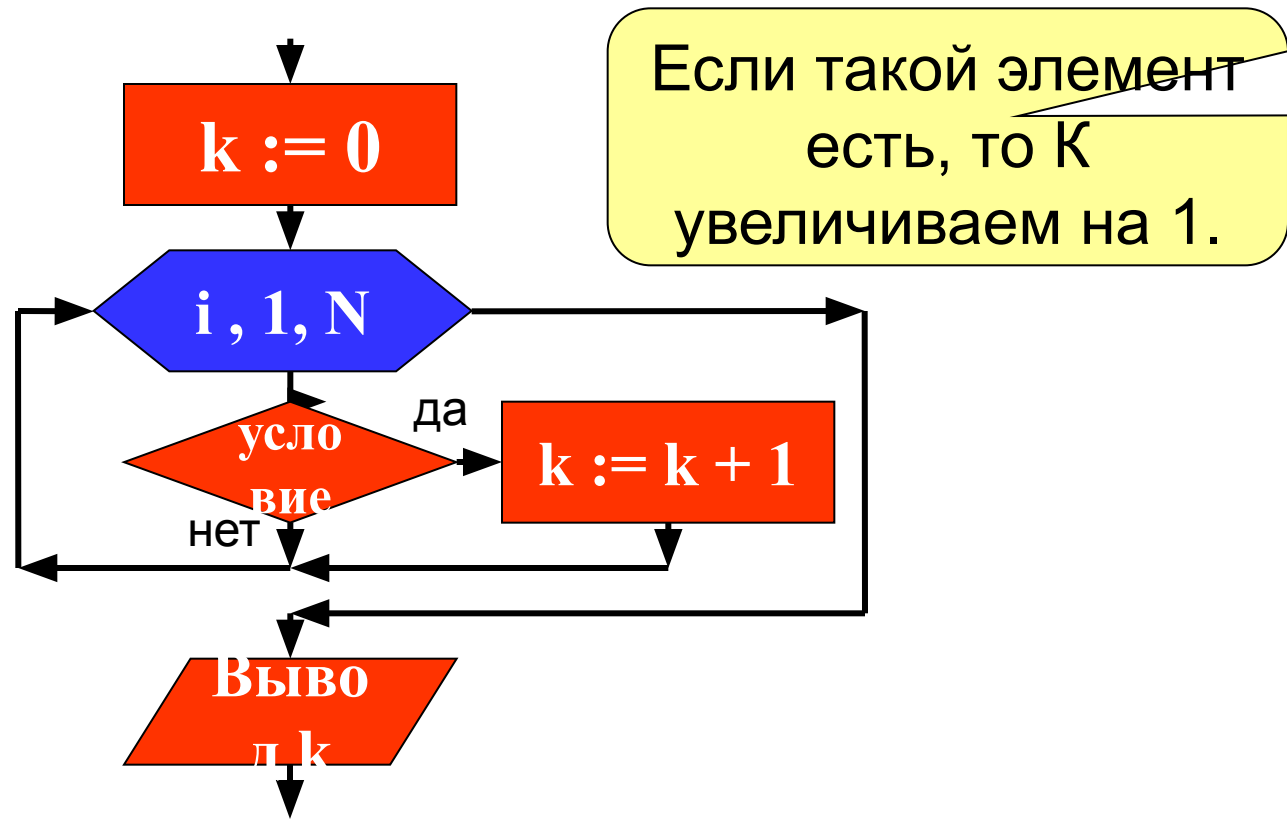 k := 0
Если такой элемент
есть, то К
увеличиваем на 1.
i , 1, N
да
усло
вие
k := k + 1
нет
Выво
д k